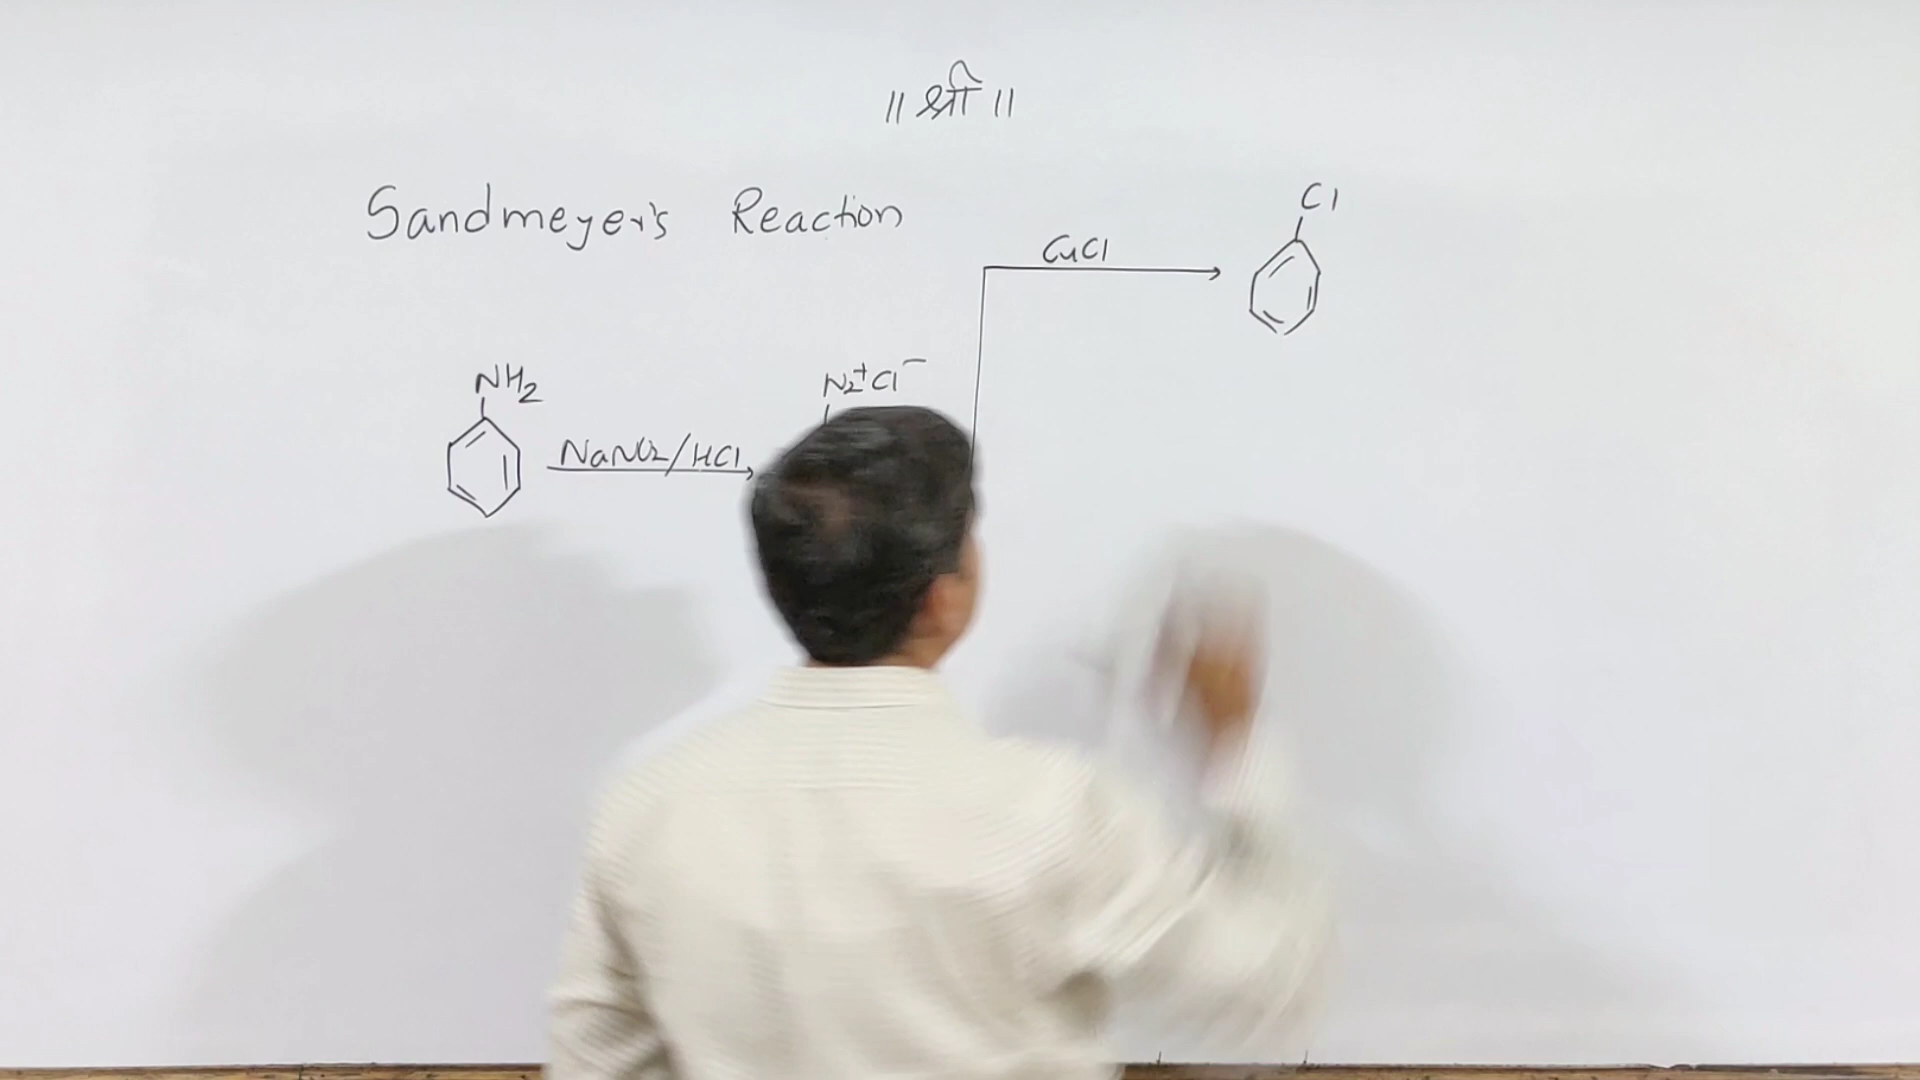 || श्री ||
Sandmeyer's Reaction
Cl
CuCl
NH2
N2+Cl−
NaNO2/HCl